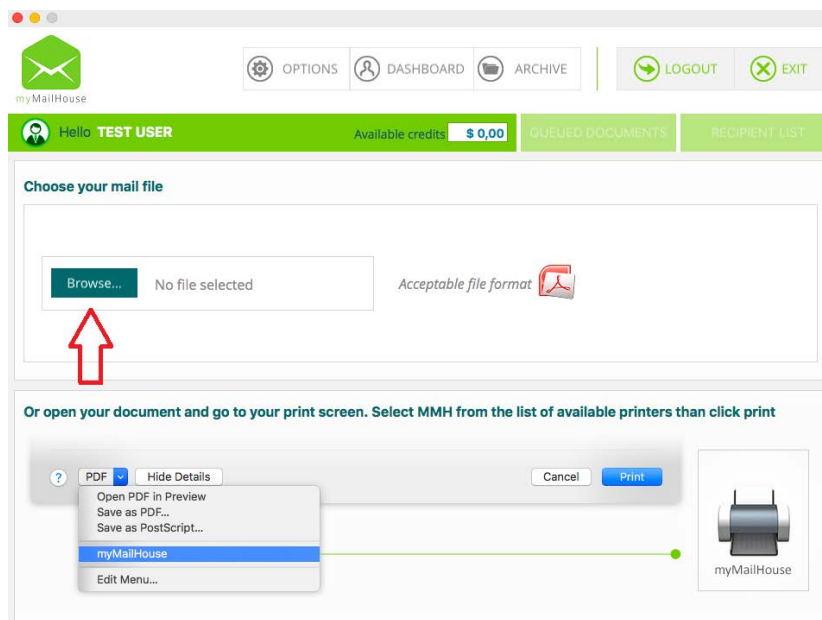 myMailHouse
OPTIONS
DASHBOARD
ARCHIVE
LOGOUT
EXIT
Hello TEST USER
Available credits $ 0,00
QUEUED DOCUMENTS
RECIPIENT LIST
Choose your mail file
Browse...
No file selected
Acceptable file format
Or open your document and go to your print screen. Select MMH from the list of available printers than click print
? PDF Hide Details Cancel Print
Open PDF in Preview
Save as PDF...
Save as PostScript...
myMailHouse
Edit Menu...
myMailHouse